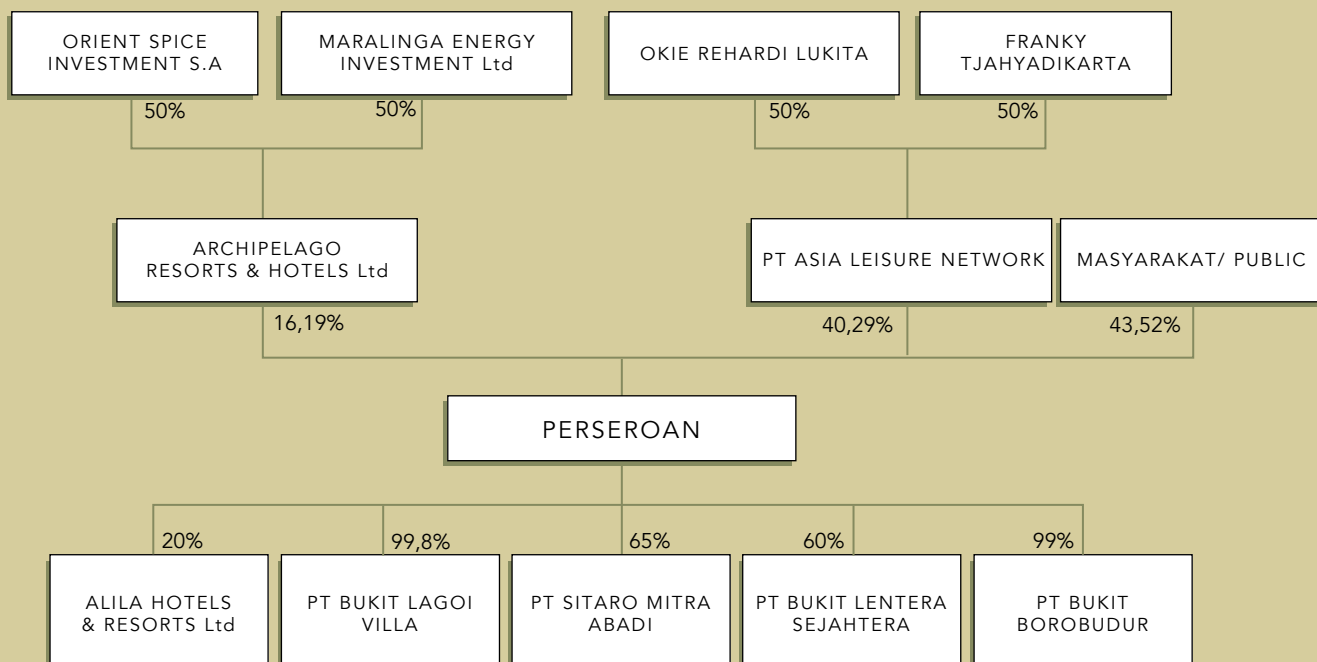 ORIENT SPICE
INVESTMENT S.A
MARALINGA ENERGY
INVESTMENT Ltd
OKIE REHARDI LUKITA
FRANKY
TJAHYADIKARTA
50%
50%
50%
50%
ARCHIPELAGO
RESORTS & HOTELS Ltd
PT ASIA LEISURE NETWORK
MASYARAKAT/ PUBLIC
16,19%
40,29%
43,52%
PERSEROAN
20%
99,8%
65%
60%
99%
ALILA HOTELS
& RESORTS Ltd
PT BUKIT LAGOI
VILLA
PT SITARO MITRA
ABADI
PT BUKIT LENTERA
SEJAHTERA
PT BUKIT
BOROBUDUR